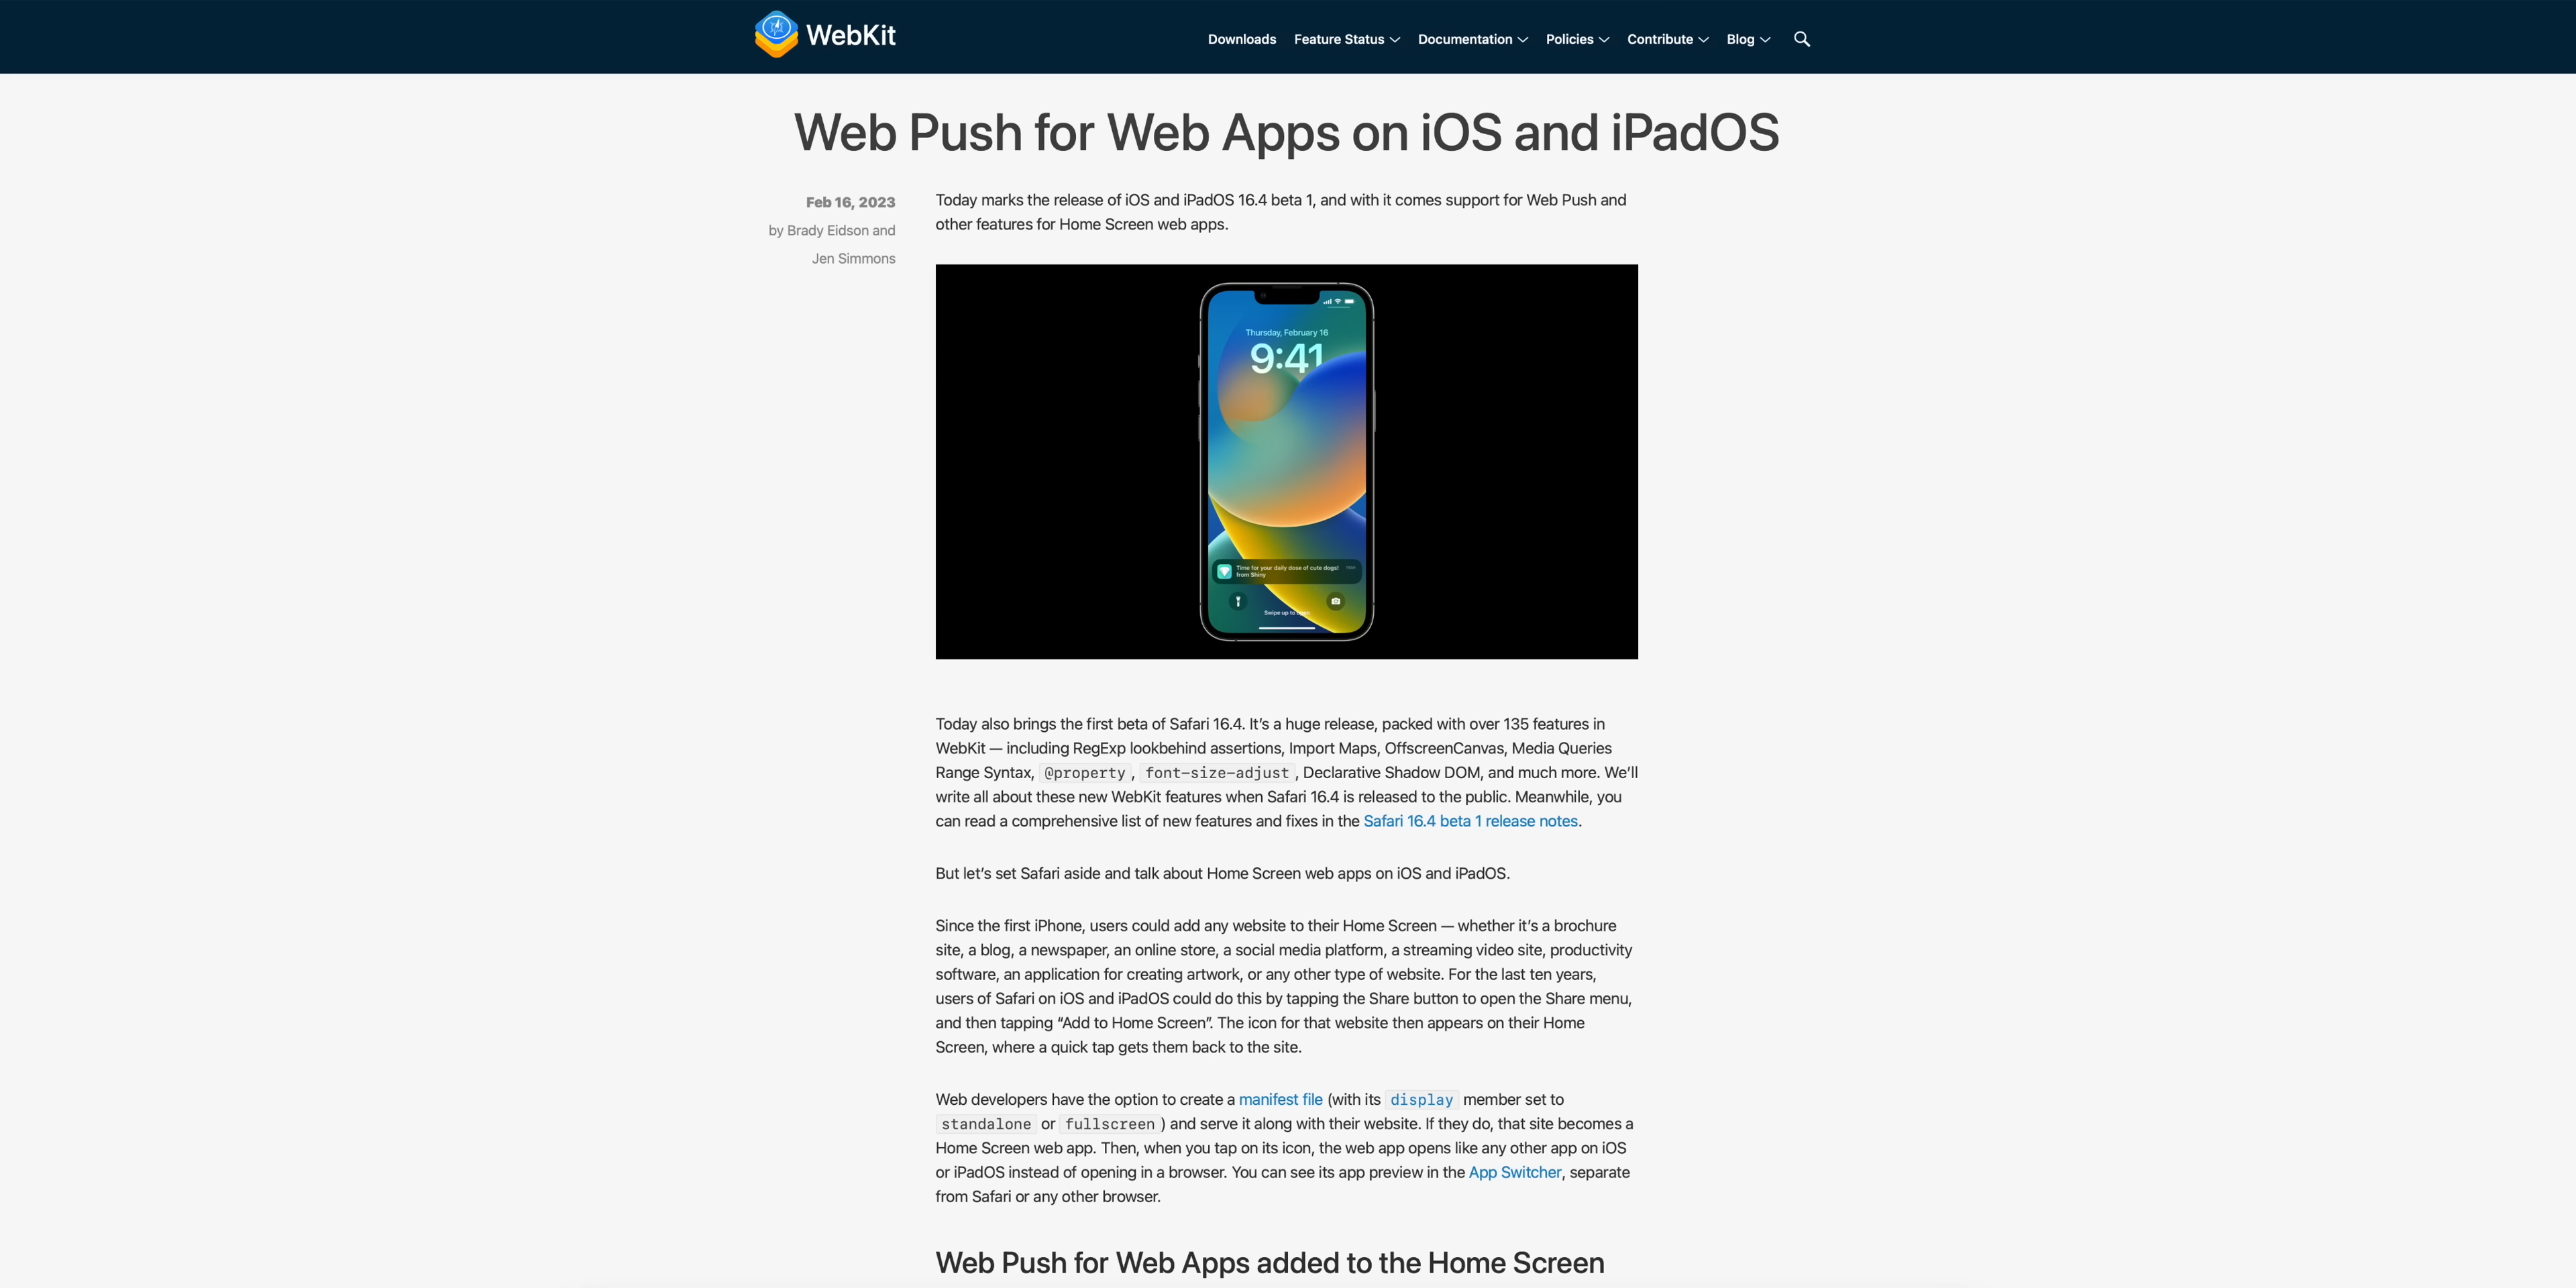 WebKit
Downloads Feature Status Documentation Policies Contribute Blog
Web Push for Web Apps on iOS and iPadOS
Feb 16, 2023
by Brady Eidson and
Jen Simmons
Today marks the release of iOS and iPadOS 16.4 beta 1, and with it comes support for Web Push and
other features for Home Screen web apps.
Thursday, February 16
9:41
Time for your daily dose of cute dogs! now
from Shiny
Swipe up to open
Today also brings the first beta of Safari 16.4. It’s a huge release, packed with over 135 features in
WebKit — including RegExp lookbehind assertions, Import Maps, OffscreenCanvas, Media Queries
Range Syntax, @property, font-size-adjust, Declarative Shadow DOM, and much more. We’ll
write all about these new WebKit features when Safari 16.4 is released to the public. Meanwhile, you
can read a comprehensive list of new features and fixes in the Safari 16.4 beta 1 release notes.
But let’s set Safari aside and talk about Home Screen web apps on iOS and iPadOS.
Since the first iPhone, users could add any website to their Home Screen — whether it’s a brochure
site, a blog, a newspaper, an online store, a social media platform, a streaming video site, productivity
software, an application for creating artwork, or any other type of website. For the last ten years,
users of Safari on iOS and iPadOS could do this by tapping the Share button to open the Share menu,
and then tapping “Add to Home Screen”. The icon for that website then appears on their Home
Screen, where a quick tap gets them back to the site.
Web developers have the option to create a manifest file (with its display member set to
standalone or fullscreen) and serve it along with their website. If they do, that site becomes a
Home Screen web app. Then, when you tap on its icon, the web app opens like any other app on iOS
or iPadOS instead of opening in a browser. You can see its app preview in the App Switcher, separate
from Safari or any other browser.
Web Push for Web Apps added to the Home Screen